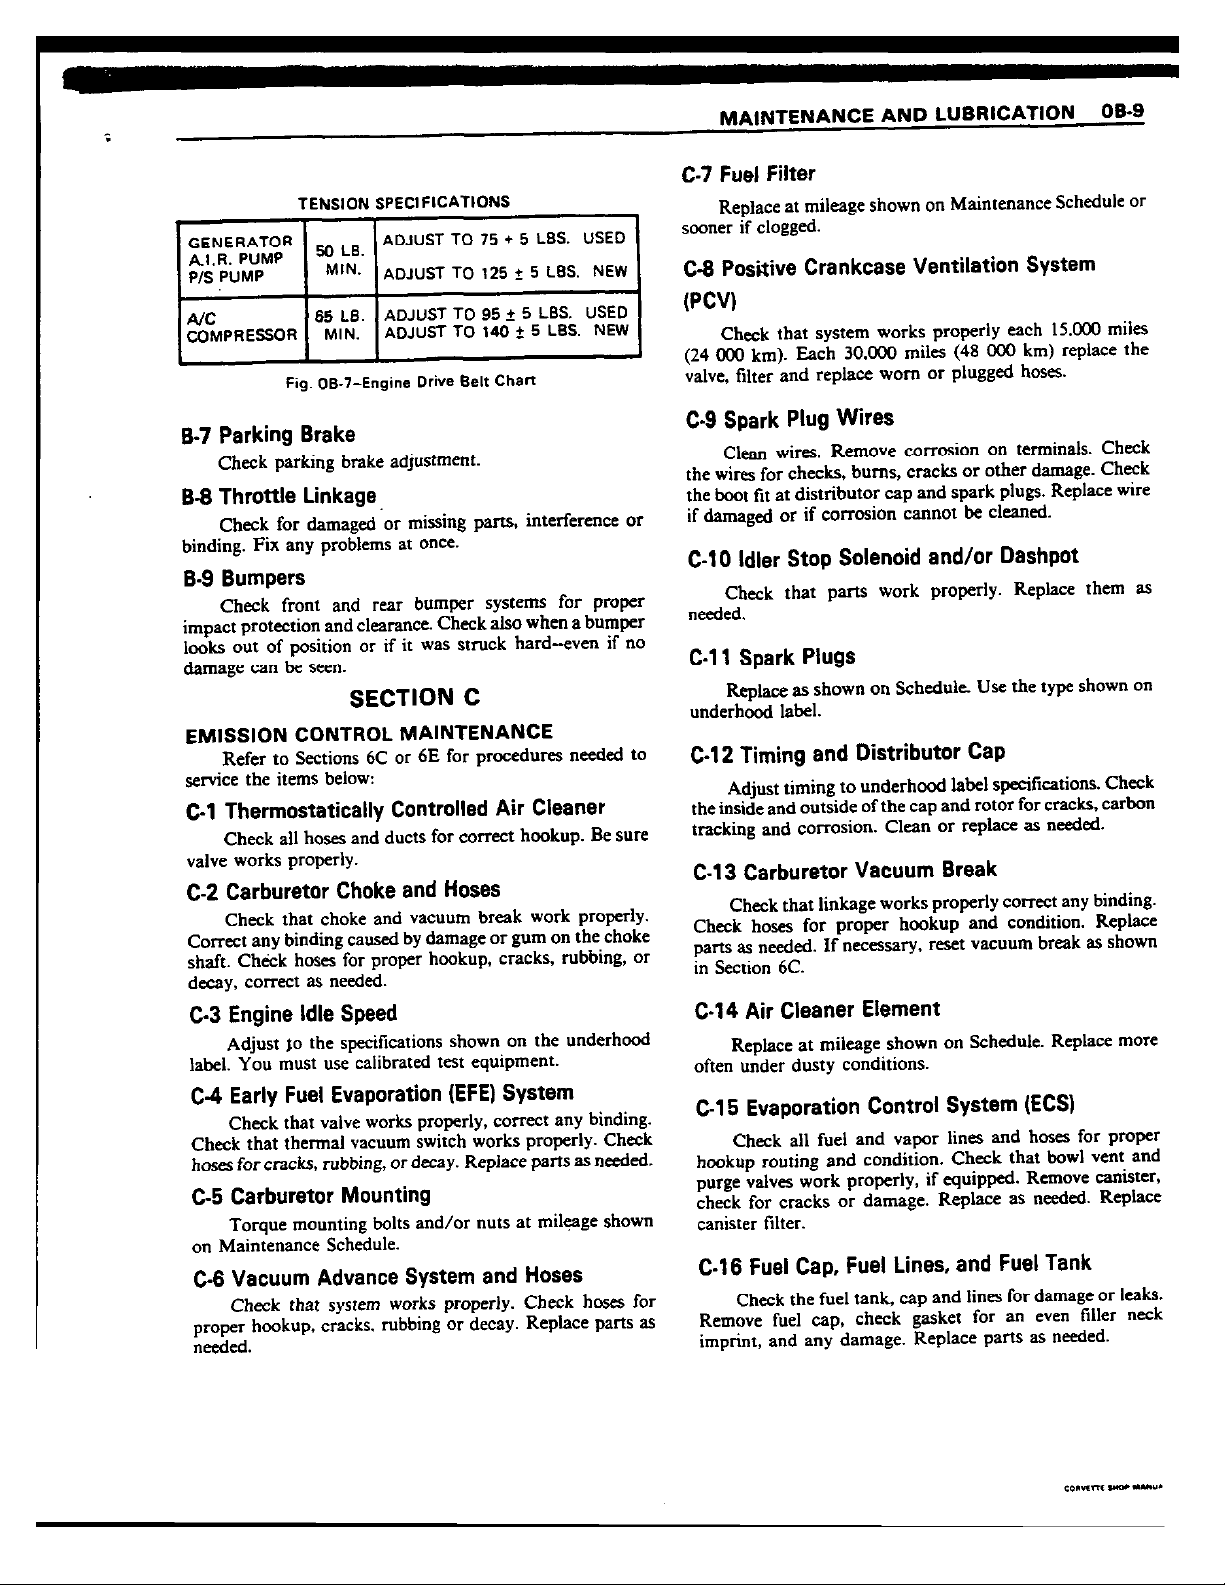 MAINTENANCE AND LUBRICATION 0B-9
TENSION SPECIFICATIONS
GENERATOR
A.I.R. PUMP
P/S PUMP
50 LB.
MIN.
ADJUST TO 75 + 5 LBS. USED
ADJUST TO 125 ± 5 LBS. NEW
A/C
COMPRESSOR
65 LB.
MIN.
ADJUST TO 95 ± 5 LBS. USED
ADJUST TO 140 ± 5 LBS. NEW
Fig. 0B-7-Engine Drive Belt Chart
B-7 Parking Brake
Check parking brake adjustment.
B-8 Throttle Linkage
Check for damaged or missing parts, interference or
binding. Fix any problems at once.
B-9 Bumpers
Check front and rear bumper systems for proper
impact protection and clearance. Check also when a bumper
looks out of position or if it was struck hard--even if no
damage can be seen.
SECTION C
EMISSION CONTROL MAINTENANCE
Refer to Sections 6C or 6E for procedures needed to
service the items below:
C-1 Thermostatically Controlled Air Cleaner
Check all hoses and ducts for correct hookup. Be sure
valve works properly.
C-2 Carburetor Choke and Hoses
Check that choke and vacuum break work properly.
Correct any binding caused by damage or gum on the choke
shaft. Check hoses for proper hookup, cracks, rubbing, or
decay, correct as needed.
C-3 Engine Idle Speed
Adjust to the specifications shown on the underhood
label. You must use calibrated test equipment.
C-4 Early Fuel Evaporation (EFE) System
Check that valve works properly, correct any binding.
Check that thermal vacuum switch works properly. Check
hoses for cracks, rubbing, or decay. Replace parts as needed.
C-5 Carburetor Mounting
Torque mounting bolts and/or nuts at mileage shown
on Maintenance Schedule.
C-6 Vacuum Advance System and Hoses
Check that system works properly. Check hoses for
proper hookup, cracks. rubbing or decay. Replace parts as
needed.
C-7 Fuel Filter
Replace at mileage shown on Maintenance Schedule or
sooner if clogged.
C-8 Positive Crankcase Ventilation System
(PCV)
Check that system works properly each 15.000 miles
(24 000 km). Each 30.000 miles (48 000 km) replace the
valve, filter and replace worn or plugged hoses.
C-9 Spark Plug Wires
Clean wires. Remove corrosion on terminals. Check
the wires for checks, burns, cracks or other damage. Check
the boot fit at distributor cap and spark plugs. Replace wire
if damaged or if corrosion cannot be cleaned.
C-10 Idler Stop Solenoid and/or Dashpot
Check that parts work properly. Replace them as
needed.
C-11 Spark Plugs
Replace as shown on Schedule. Use the type shown on
underhood label.
C-12 Timing and Distributor Cap
Adjust timing to underhood label specifications. Check
the inside and outside of the cap and rotor for cracks, carbon
tracking and corrosion. Clean or replace as needed.
C-13 Carburetor Vacuum Break
Check that linkage works properly correct any binding.
Check hoses for proper hookup and condition. Replace
parts as needed. If necessary, reset vacuum break as shown
in Section 6C.
C-14 Air Cleaner Element
Replace at mileage shown on Schedule. Replace more
often under dusty conditions.
C-15 Evaporation Control System (ECS)
Check all fuel and vapor lines and hoses for proper
hookup routing and condition. Check that bowl vent and
purge valves work properly, if equipped. Remove canister,
check for cracks or damage. Replace as needed. Replace
canister filter.
C-16 Fuel Cap, Fuel Lines, and Fuel Tank
Check the fuel tank, cap and lines for damage or leaks.
Remove fuel cap, check gasket for an even filler neck
imprint, and any damage. Replace parts as needed.
CORVETTE SHOP MANUA